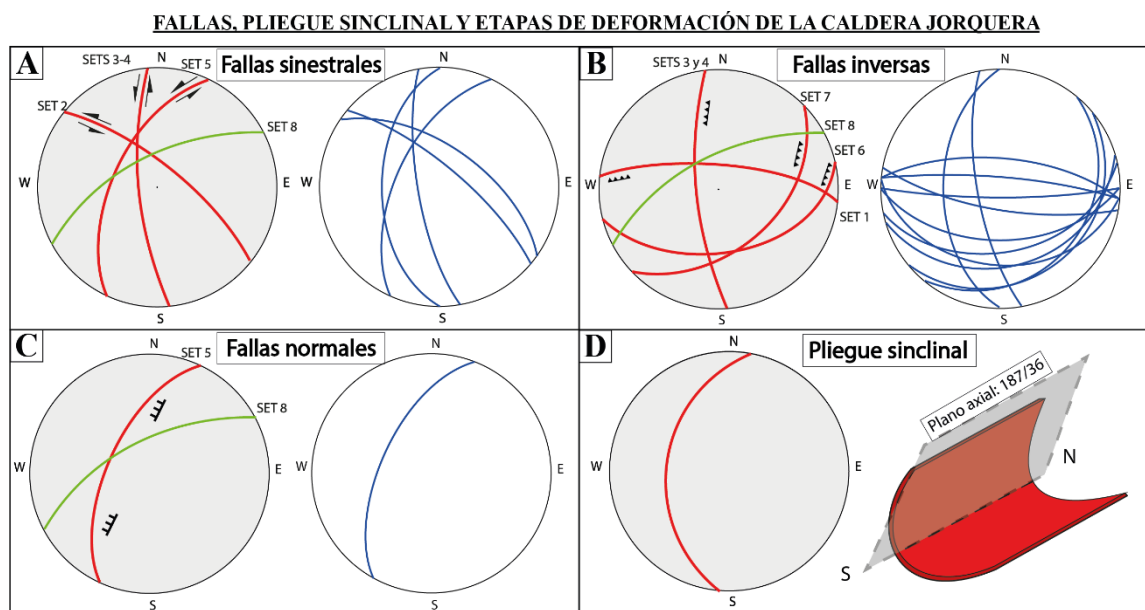 FALLAS, PLIEGUE SINCLINAL Y ETAPAS DE DEFORMACIÓN DE LA CALDERA JORQUERA
A
Fallas sinestrales
SETS 3-4
N
SET 5
SET 2
SET 8
W
E
S
N
W
E
S
B
Fallas inversas
SETS 3 y 4
N
SET 7
SET 8
SET 6
W
E
SET 1
S
N
W
E
S
C
Fallas normales
N
SET 5
SET 8
W
E
S
N
W
E
S
D
Pliegue sinclinal
N
W
E
S
Plano axial: 187/36
N
S